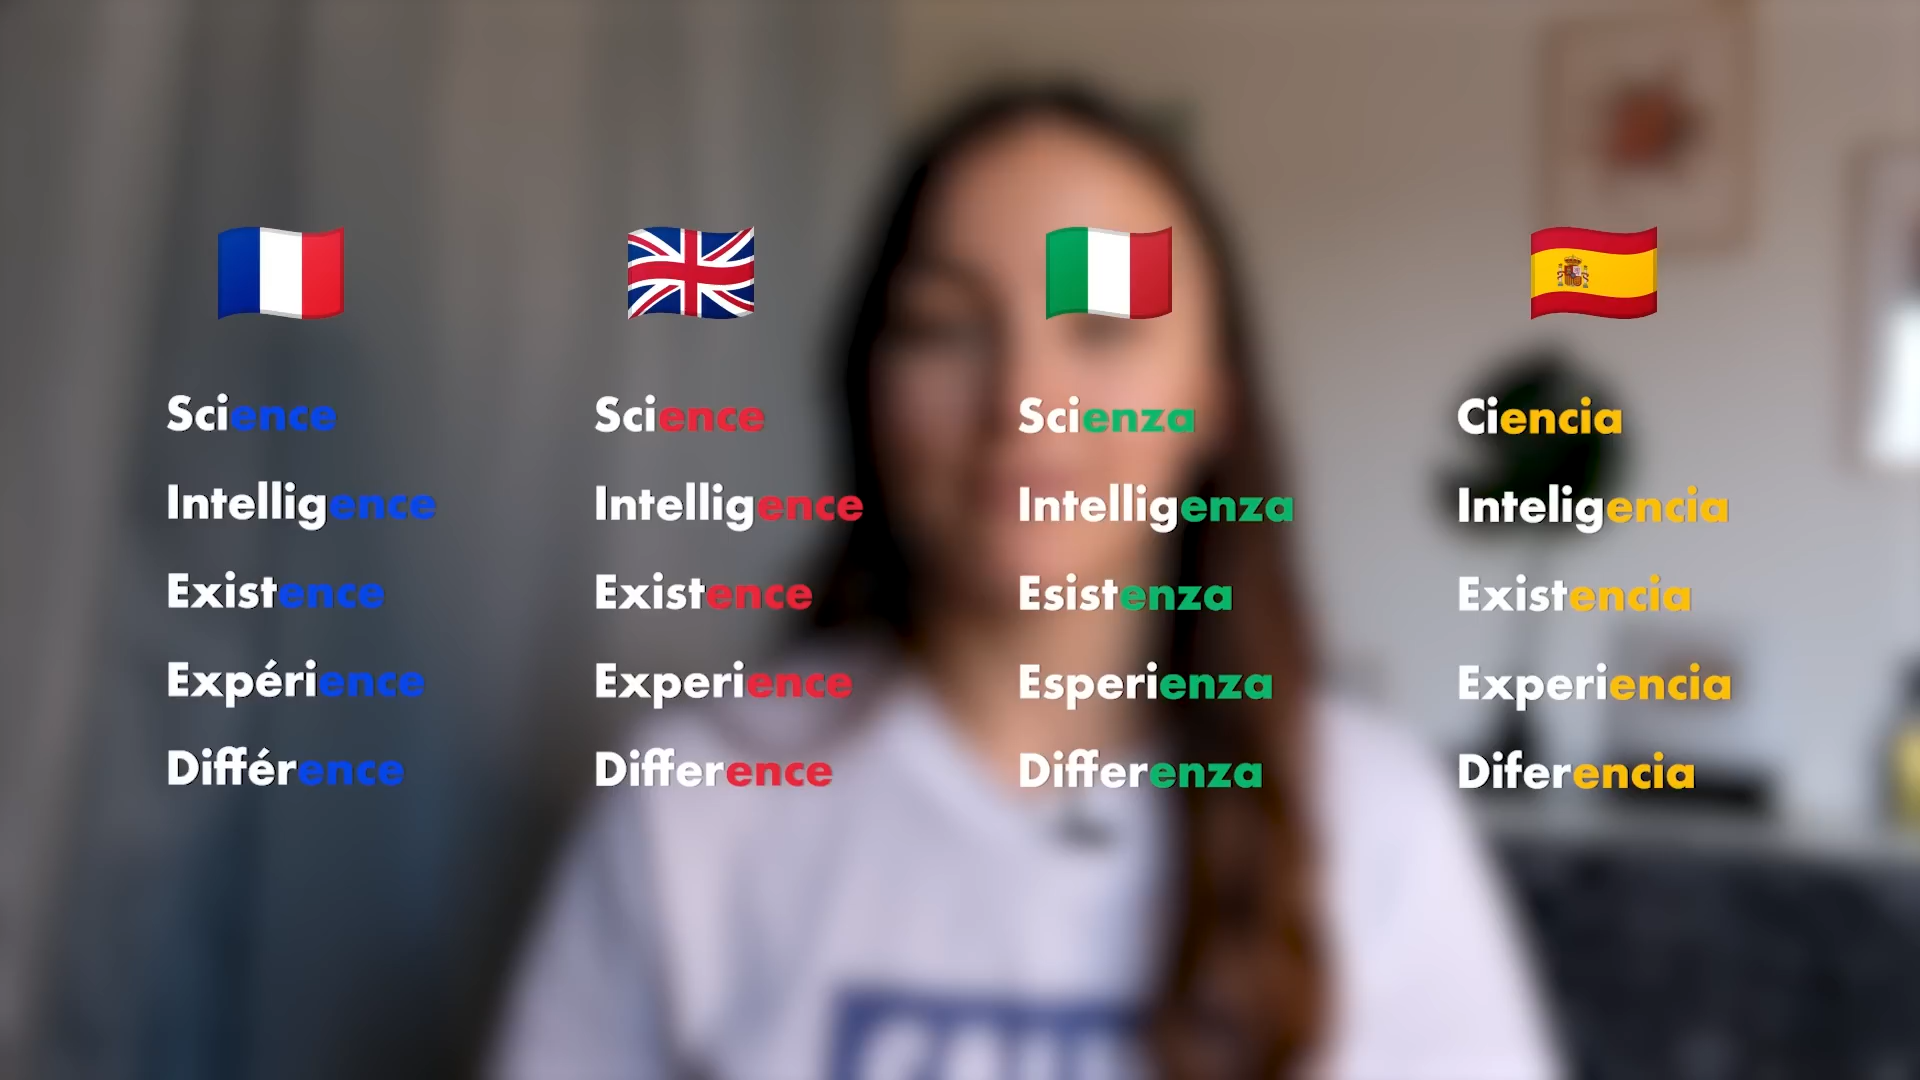 Science Science Scienza Ciencia
Intelligence Intelligence Intelligenza Inteligencia
Existence Existence Esistenza Existencia
Expérience Experience Esperienza Experiencia
Différence Difference Differenza Diferencia